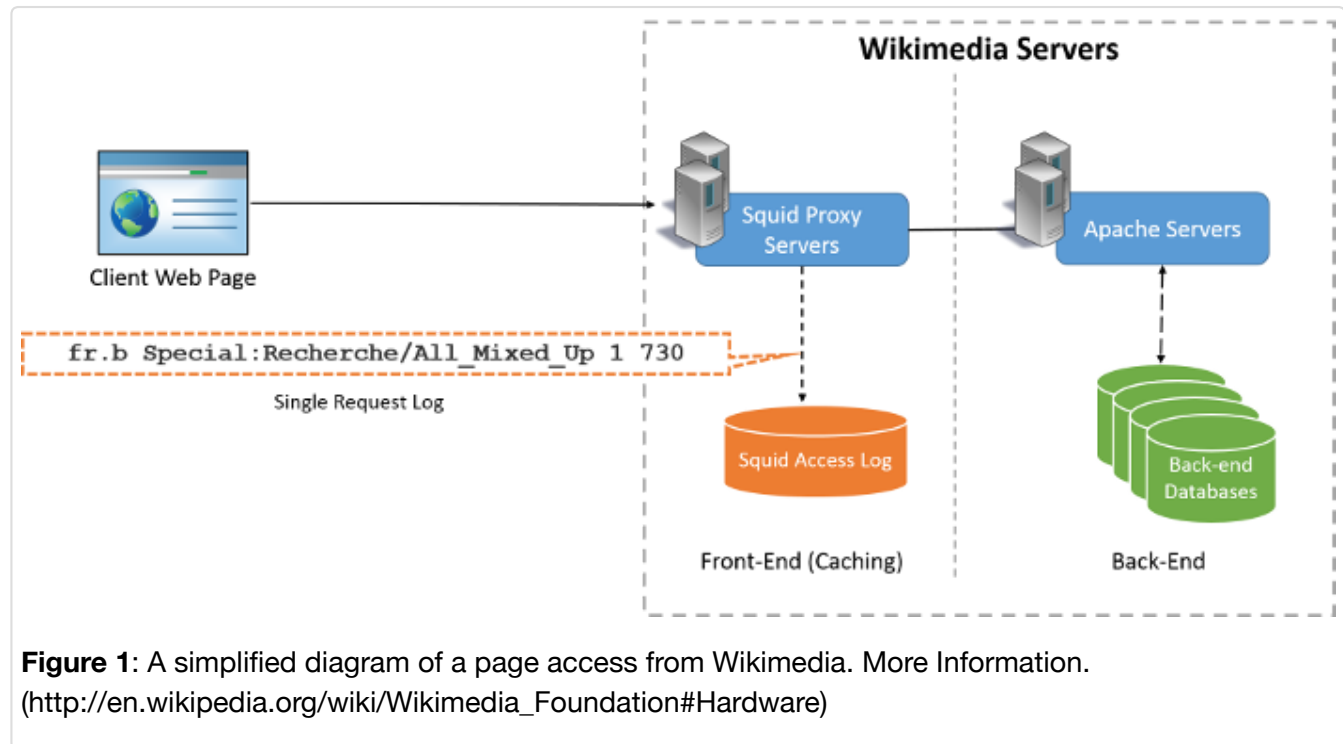 Wikimedia Servers
Squid Proxy
Servers
Apache Servers
Client Web Page
fr.b Special:Recherche/All_Mixed_Up 1 730
Single Request Log
Squid Access Log
Back-end
Databases
Front-End (Caching)
Back-End
Figure 1: A simplified diagram of a page access from Wikimedia. More Information.
(http://en.wikipedia.org/wiki/Wikimedia_Foundation#Hardware)